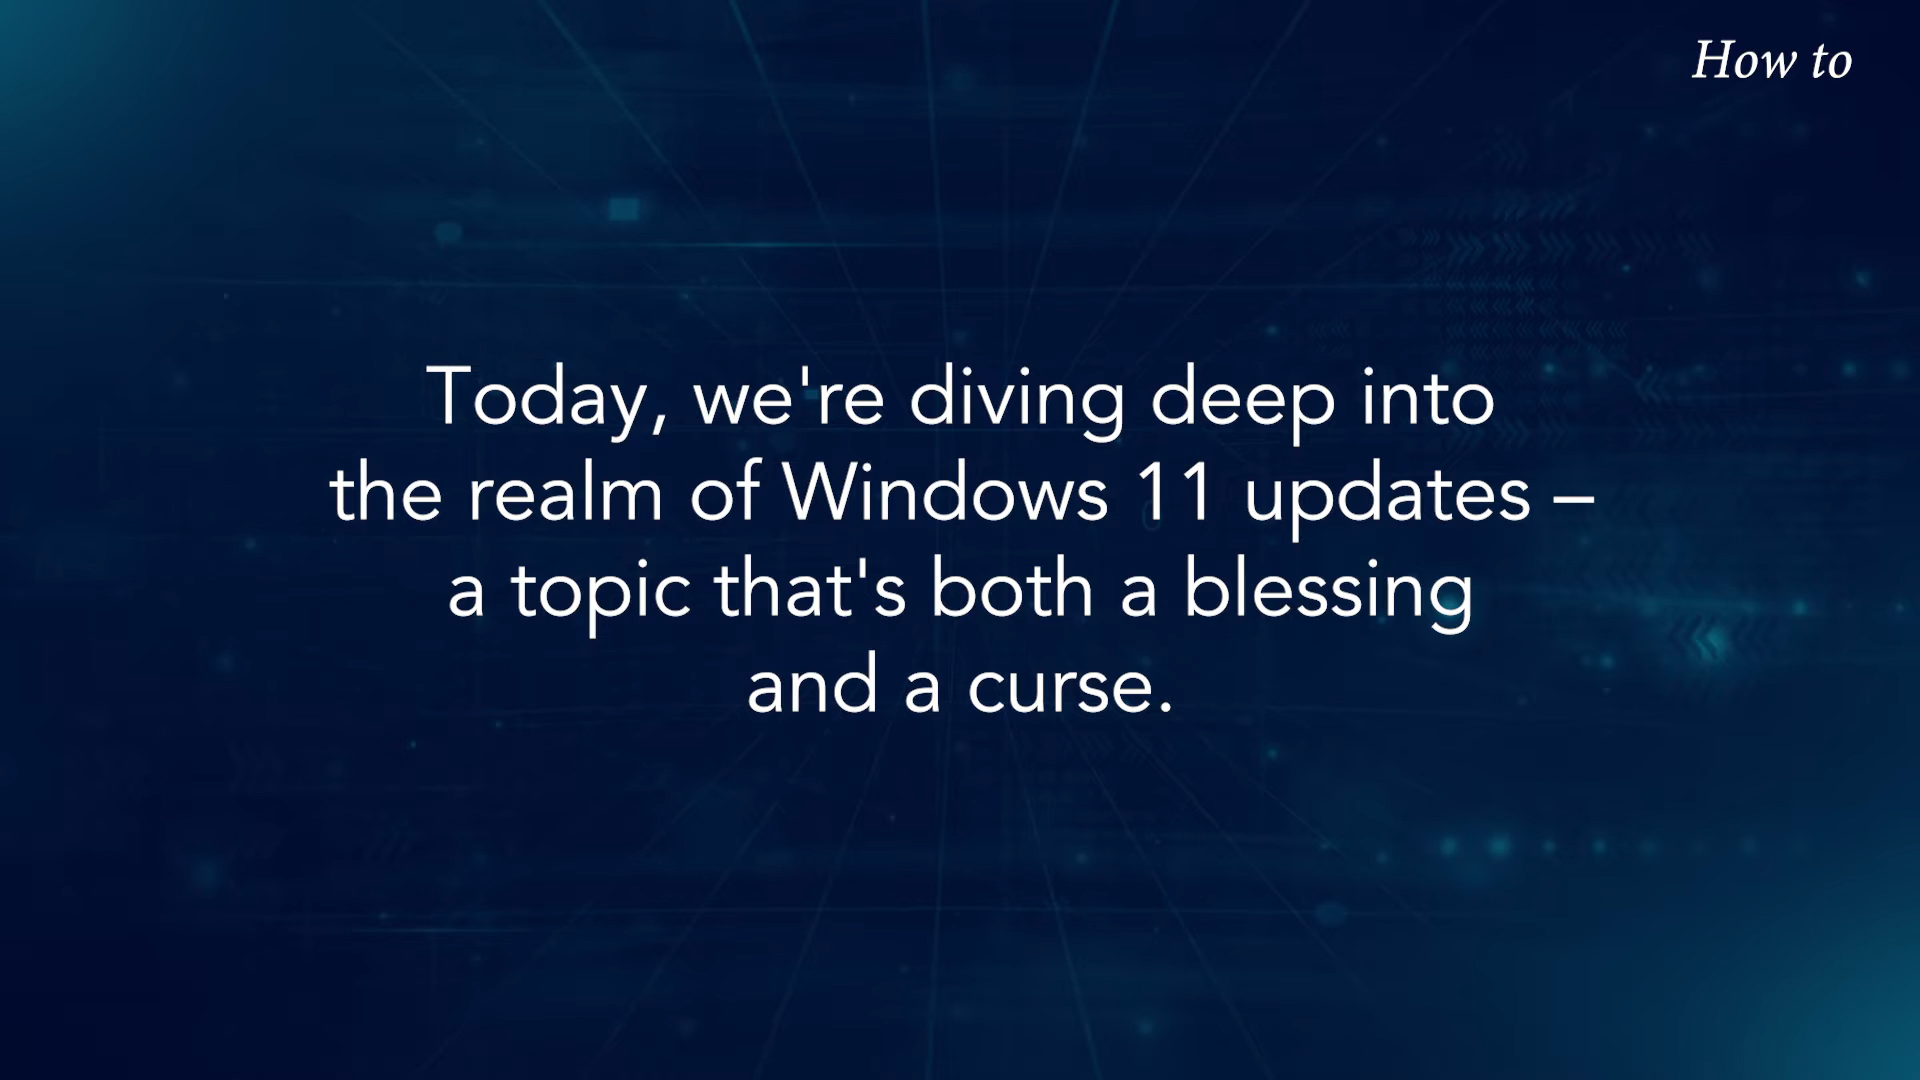 How to
Today, we're diving deep into
the realm of Windows 11 updates –
a topic that's both a blessing
and a curse.